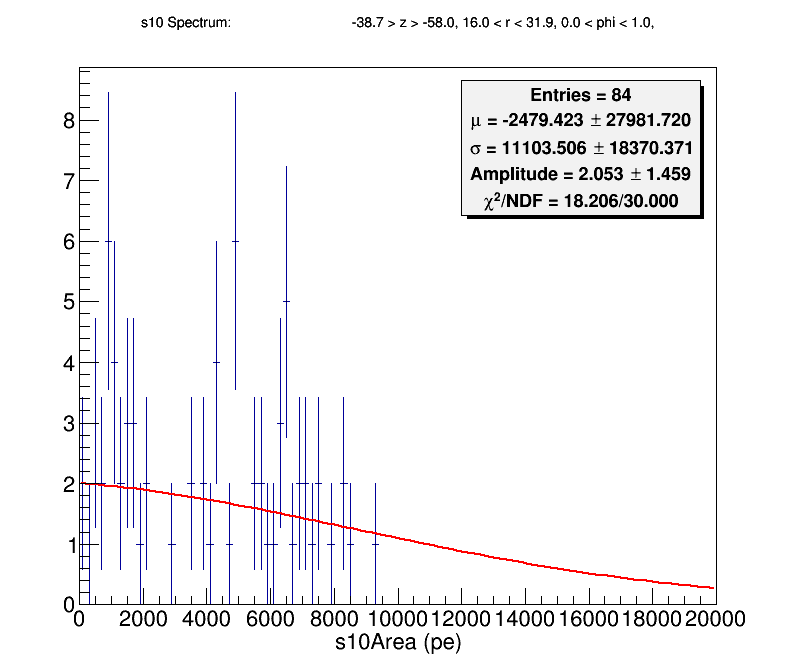 s10 Spectrum: -38.7 > z > -58.0, 16.0 < r < 31.9, 0.0 < phi < 1.0,
Entries = 84
μ = -2479.423 ± 27981.720
σ = 11103.506 ± 18370.371
Amplitude = 2.053 ± 1.459
χ²/NDF = 18.206/30.000
8
7
6
5
4
3
2
1
0
0 2000 4000 6000 8000 10000 12000 14000 16000 18000 20000
s10Area (pe)